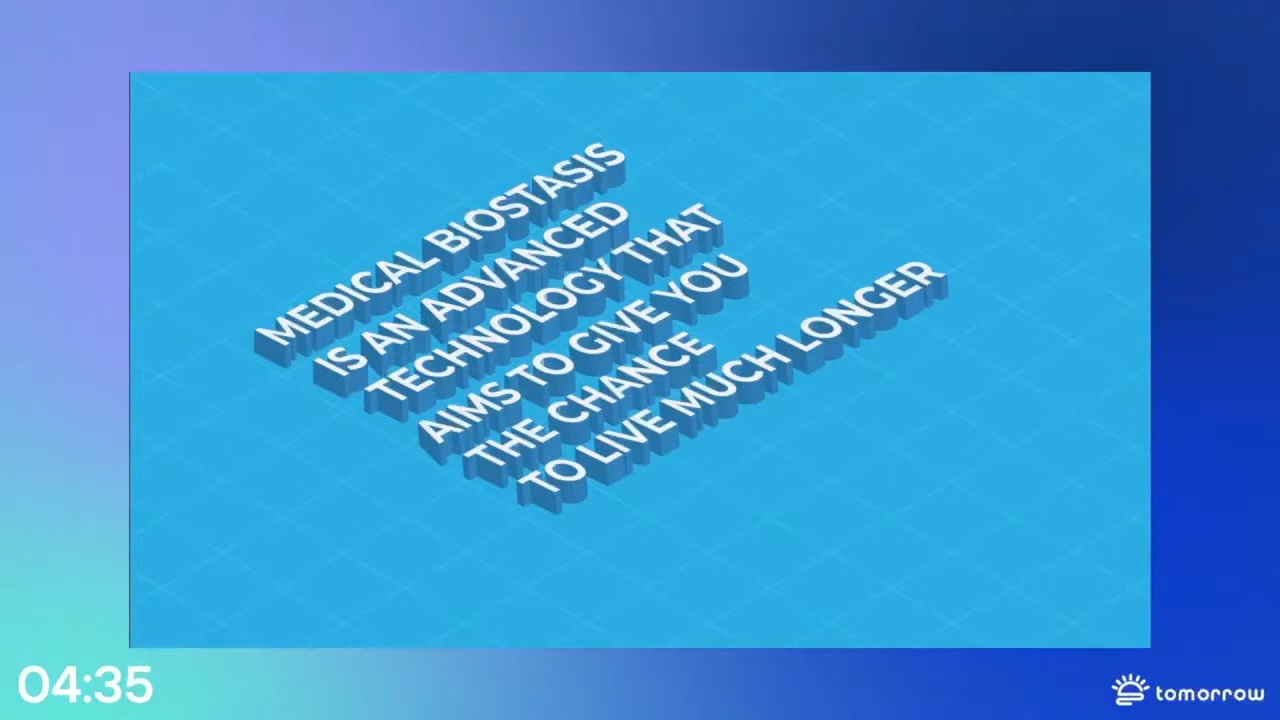 MEDICAL BIOSTASIS
IS AN ADVANCED
TECHNOLOGY THAT
AIMS TO GIVE YOU
THE CHANCE
TO LIVE MUCH LONGER
04:35
tomorrow